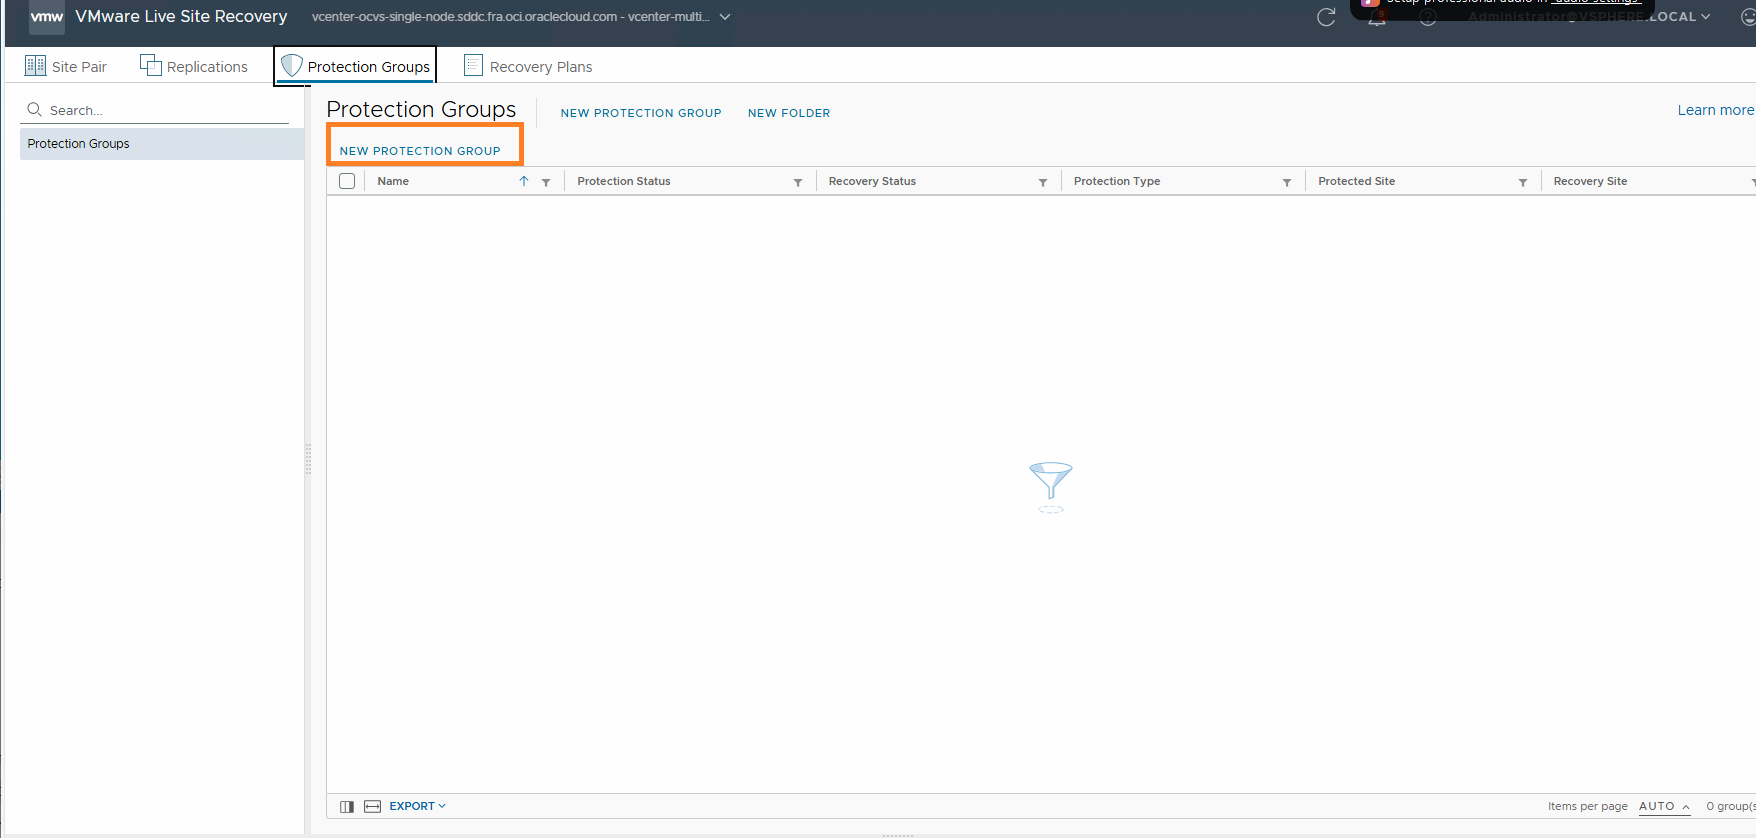 vmw VMware Live Site Recovery vcenter-ocvs-single-node.sddc.fra.oci.oraclecloud.com - vcenter-multi... Administrator@VSPHERE.LOCAL
Setup professional audio in "audio settings"
Site Pair Replications Protection Groups Recovery Plans
Search...
Protection Groups
Protection Groups NEW PROTECTION GROUP NEW FOLDER Learn more
NEW PROTECTION GROUP
Name Protection Status Recovery Status Protection Type Protected Site Recovery Site
EXPORT Items per page AUTO 0 group(s